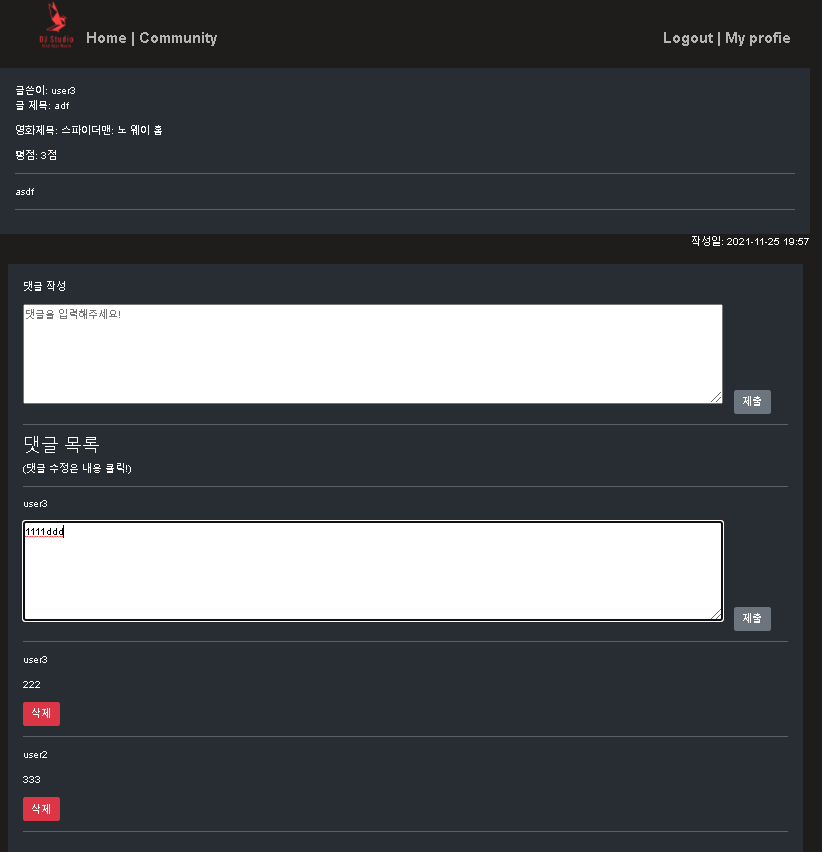 DJ Studio
Home | Community
Logout | My profie
글쓴이: user3
글 제목: adf
영화제목: 스파이더맨: 노 웨이 홈
평점: 3점
asdf
작성일: 2021-11-25 19:57
댓글 작성
댓글을 입력해주세요!
제출
댓글 목록
(댓글 수정은 내용 클릭!)
user3
1111ddd
제출
user3
222
삭제
user2
333
삭제